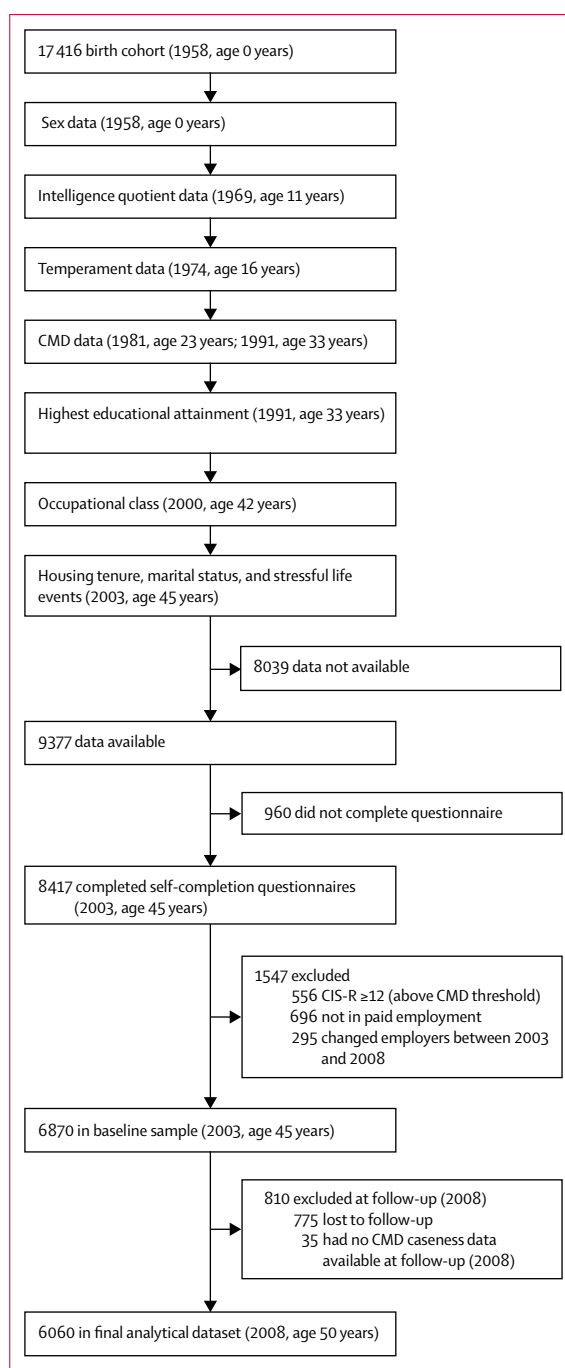 17 416 birth cohort (1958, age 0 years)
Sex data (1958, age 0 years)
Intelligence quotient data (1969, age 11 years)
Temperament data (1974, age 16 years)
CMD data (1981, age 23 years; 1991, age 33 years)
Highest educational attainment (1991, age 33 years)
Occupational class (2000, age 42 years)
Housing tenure, marital status, and stressful life
events (2003, age 45 years)
8039 data not available
9377 data available
960 did not complete questionnaire
8417 completed self-completion questionnaires
(2003, age 45 years)
1547 excluded
556 CIS-R ≥12 (above CMD threshold)
696 not in paid employment
295 changed employers between 2003
and 2008
6870 in baseline sample (2003, age 45 years)
810 excluded at follow-up (2008)
775 lost to follow-up
35 had no CMD caseness data
available at follow-up (2008)
6060 in final analytical dataset (2008, age 50 years)